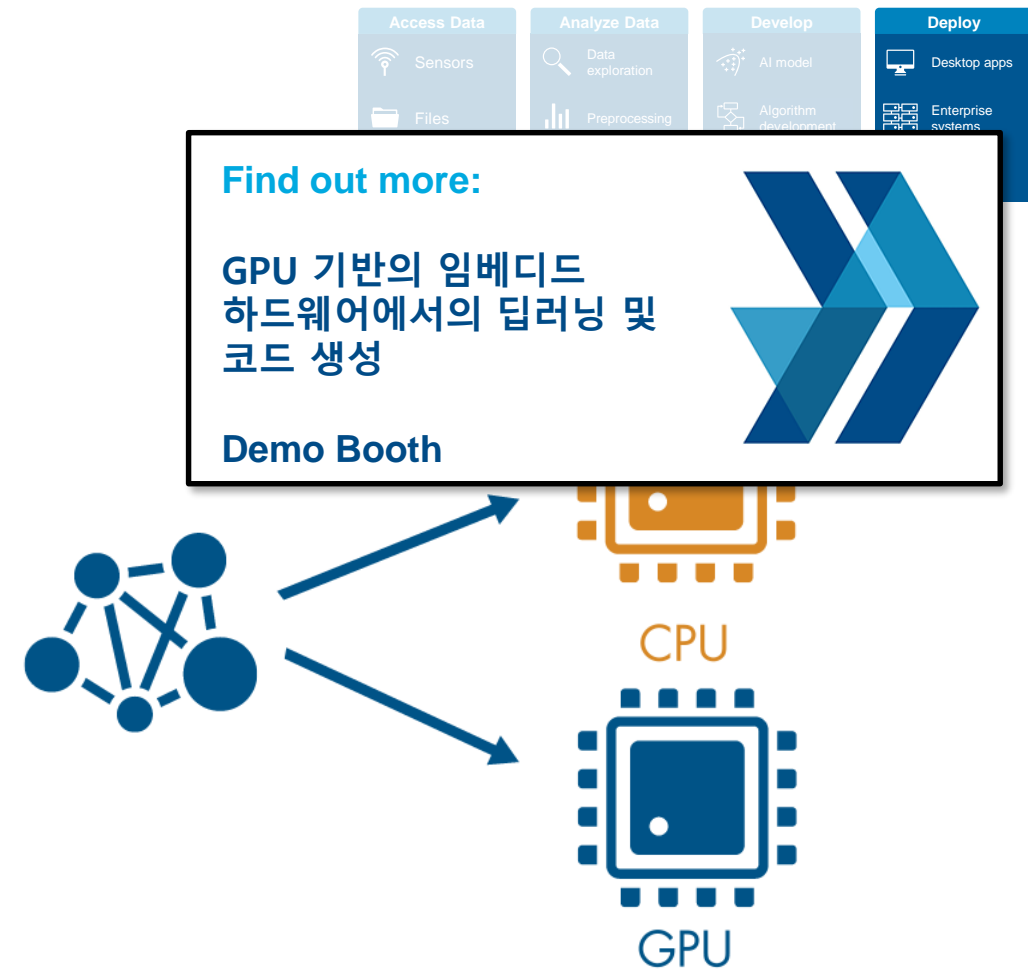 Access Data
Analyze Data
Develop
Deploy
Sensors
Data
exploration
AI model
Desktop apps
Files
Preprocessing
Algorithm
development
Enterprise
systems
Find out more:
GPU 기반의 임베디드
하드웨어에서의 딥러닝 및
코드 생성
Demo Booth
CPU
GPU